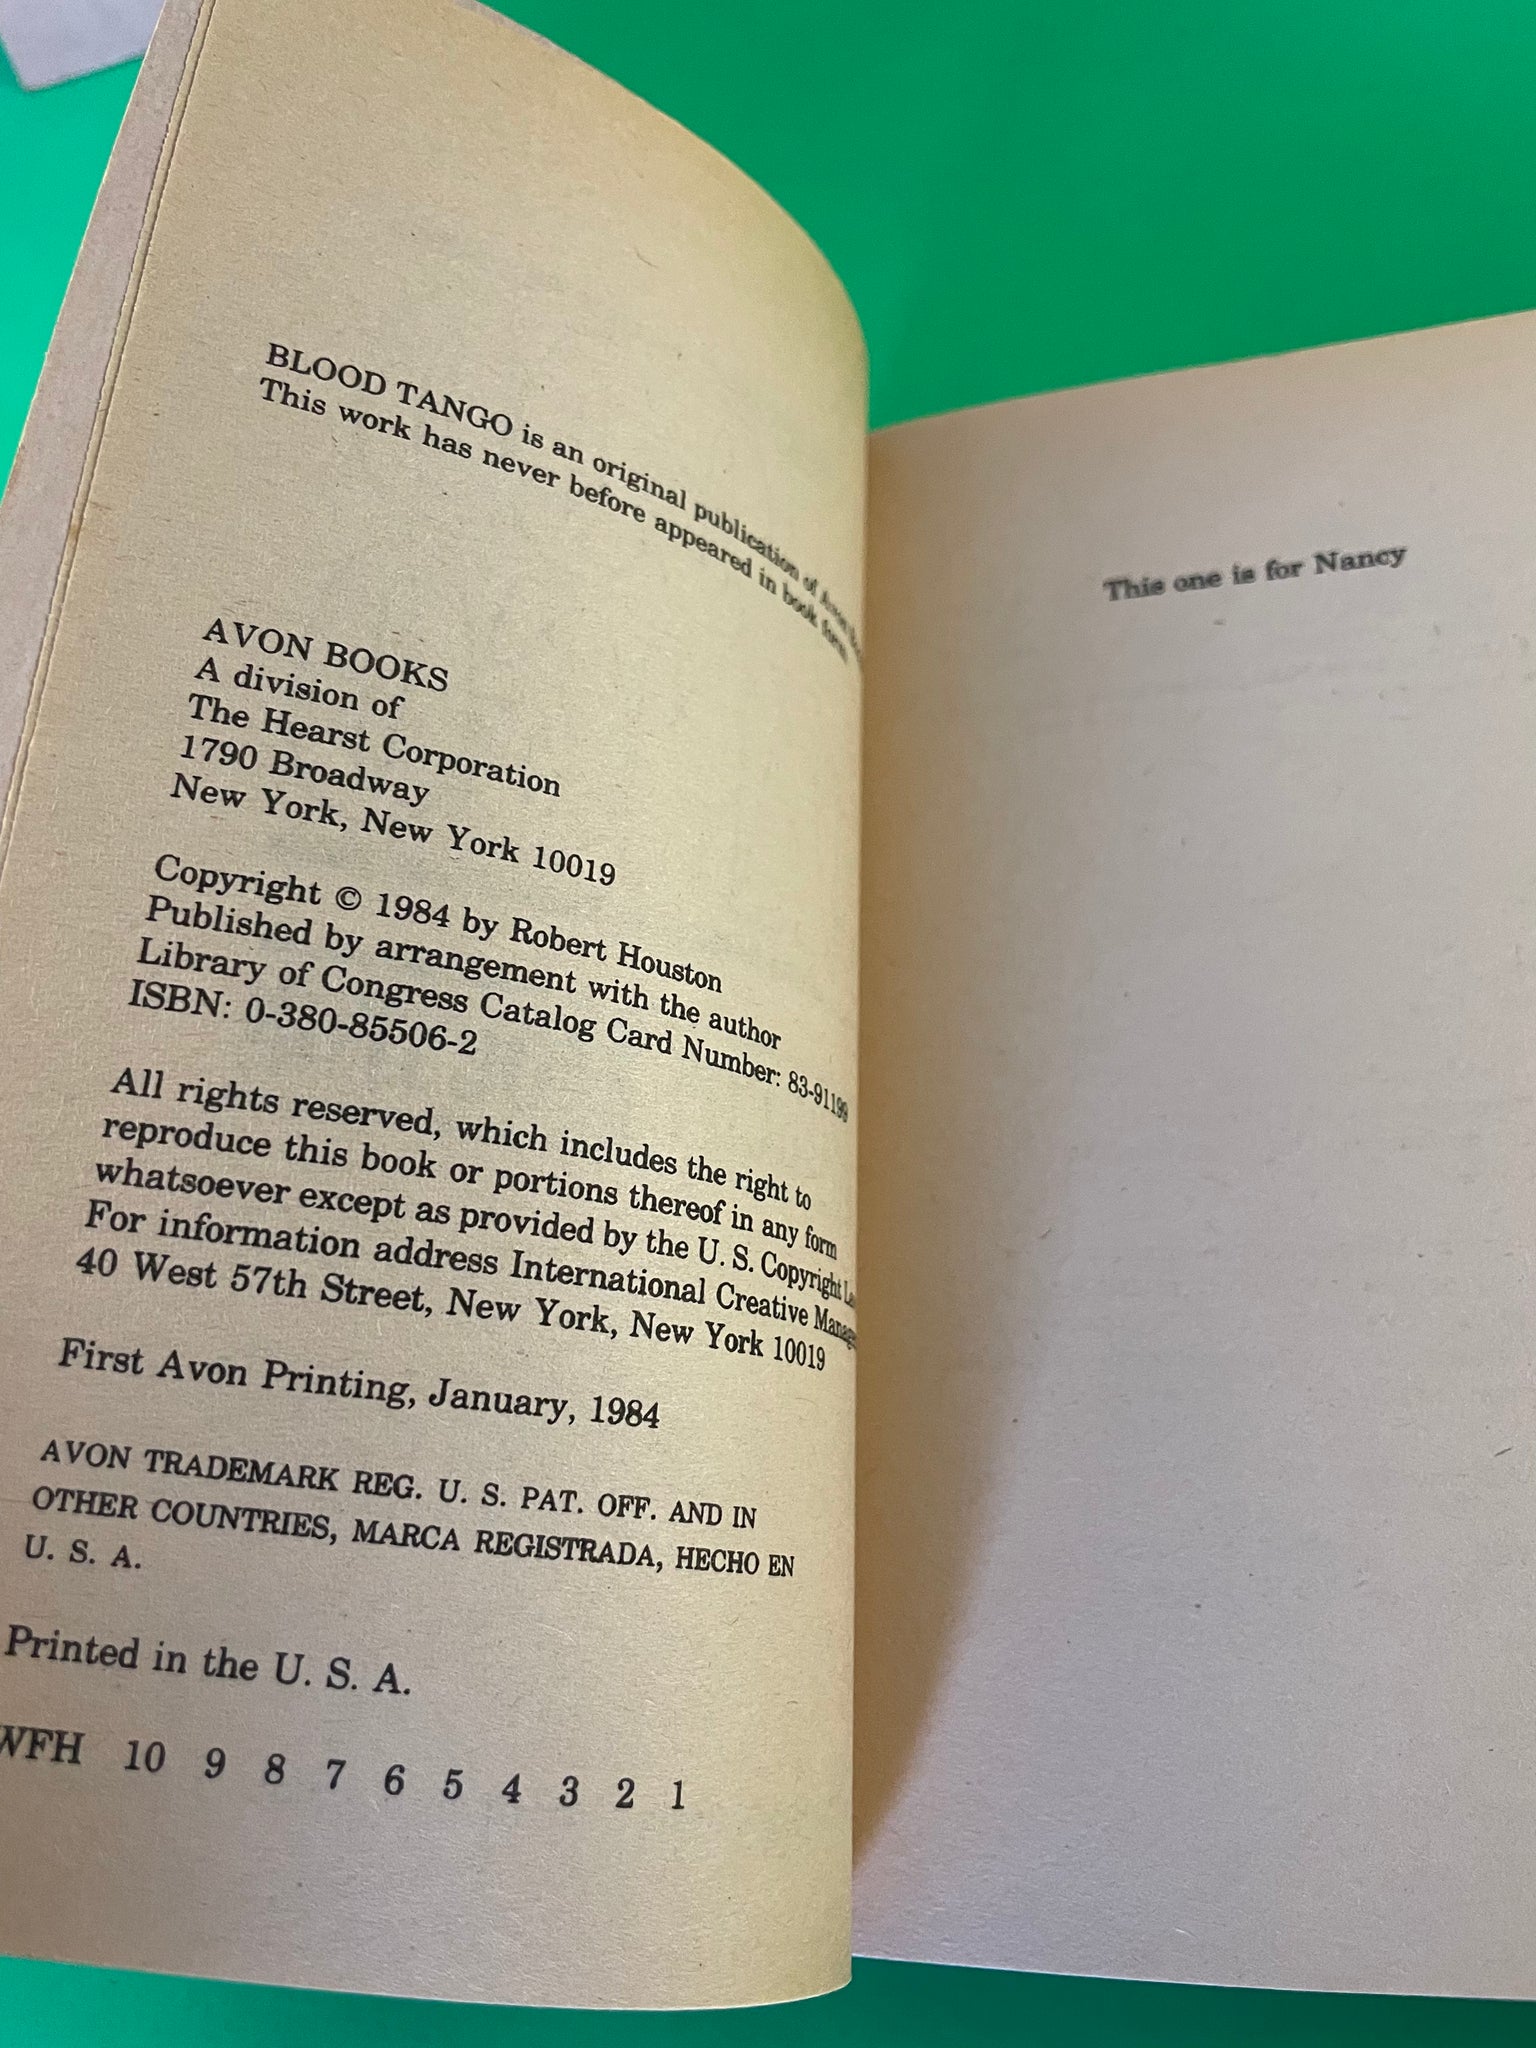 BLOOD TANGO is an original publication of Avon
This work has never before appeared in book form.
AVON BOOKS
A division of
The Hearst Corporation
1790 Broadway
New York, New York 10019
Copyright © 1984 by Robert Houston
Published by arrangement with the author
Library of Congress Catalog Card Number: 83-91199
ISBN: 0-380-85506-2
All rights reserved, which includes the right to
reproduce this book or portions thereof in any form
whatsoever except as provided by the U. S. Copyright
For information address International Creative
40 West 57th Street, New York, New York 10019
First Avon Printing, January, 1984
AVON TRADEMARK REG. U. S. PAT. OFF. AND IN
OTHER COUNTRIES, MARCA REGISTRADA, HECHO EN
U. S. A.
Printed in the U. S. A.
WFH 10 9 8 7 6 5 4 3 2 1
This one is for Nancy